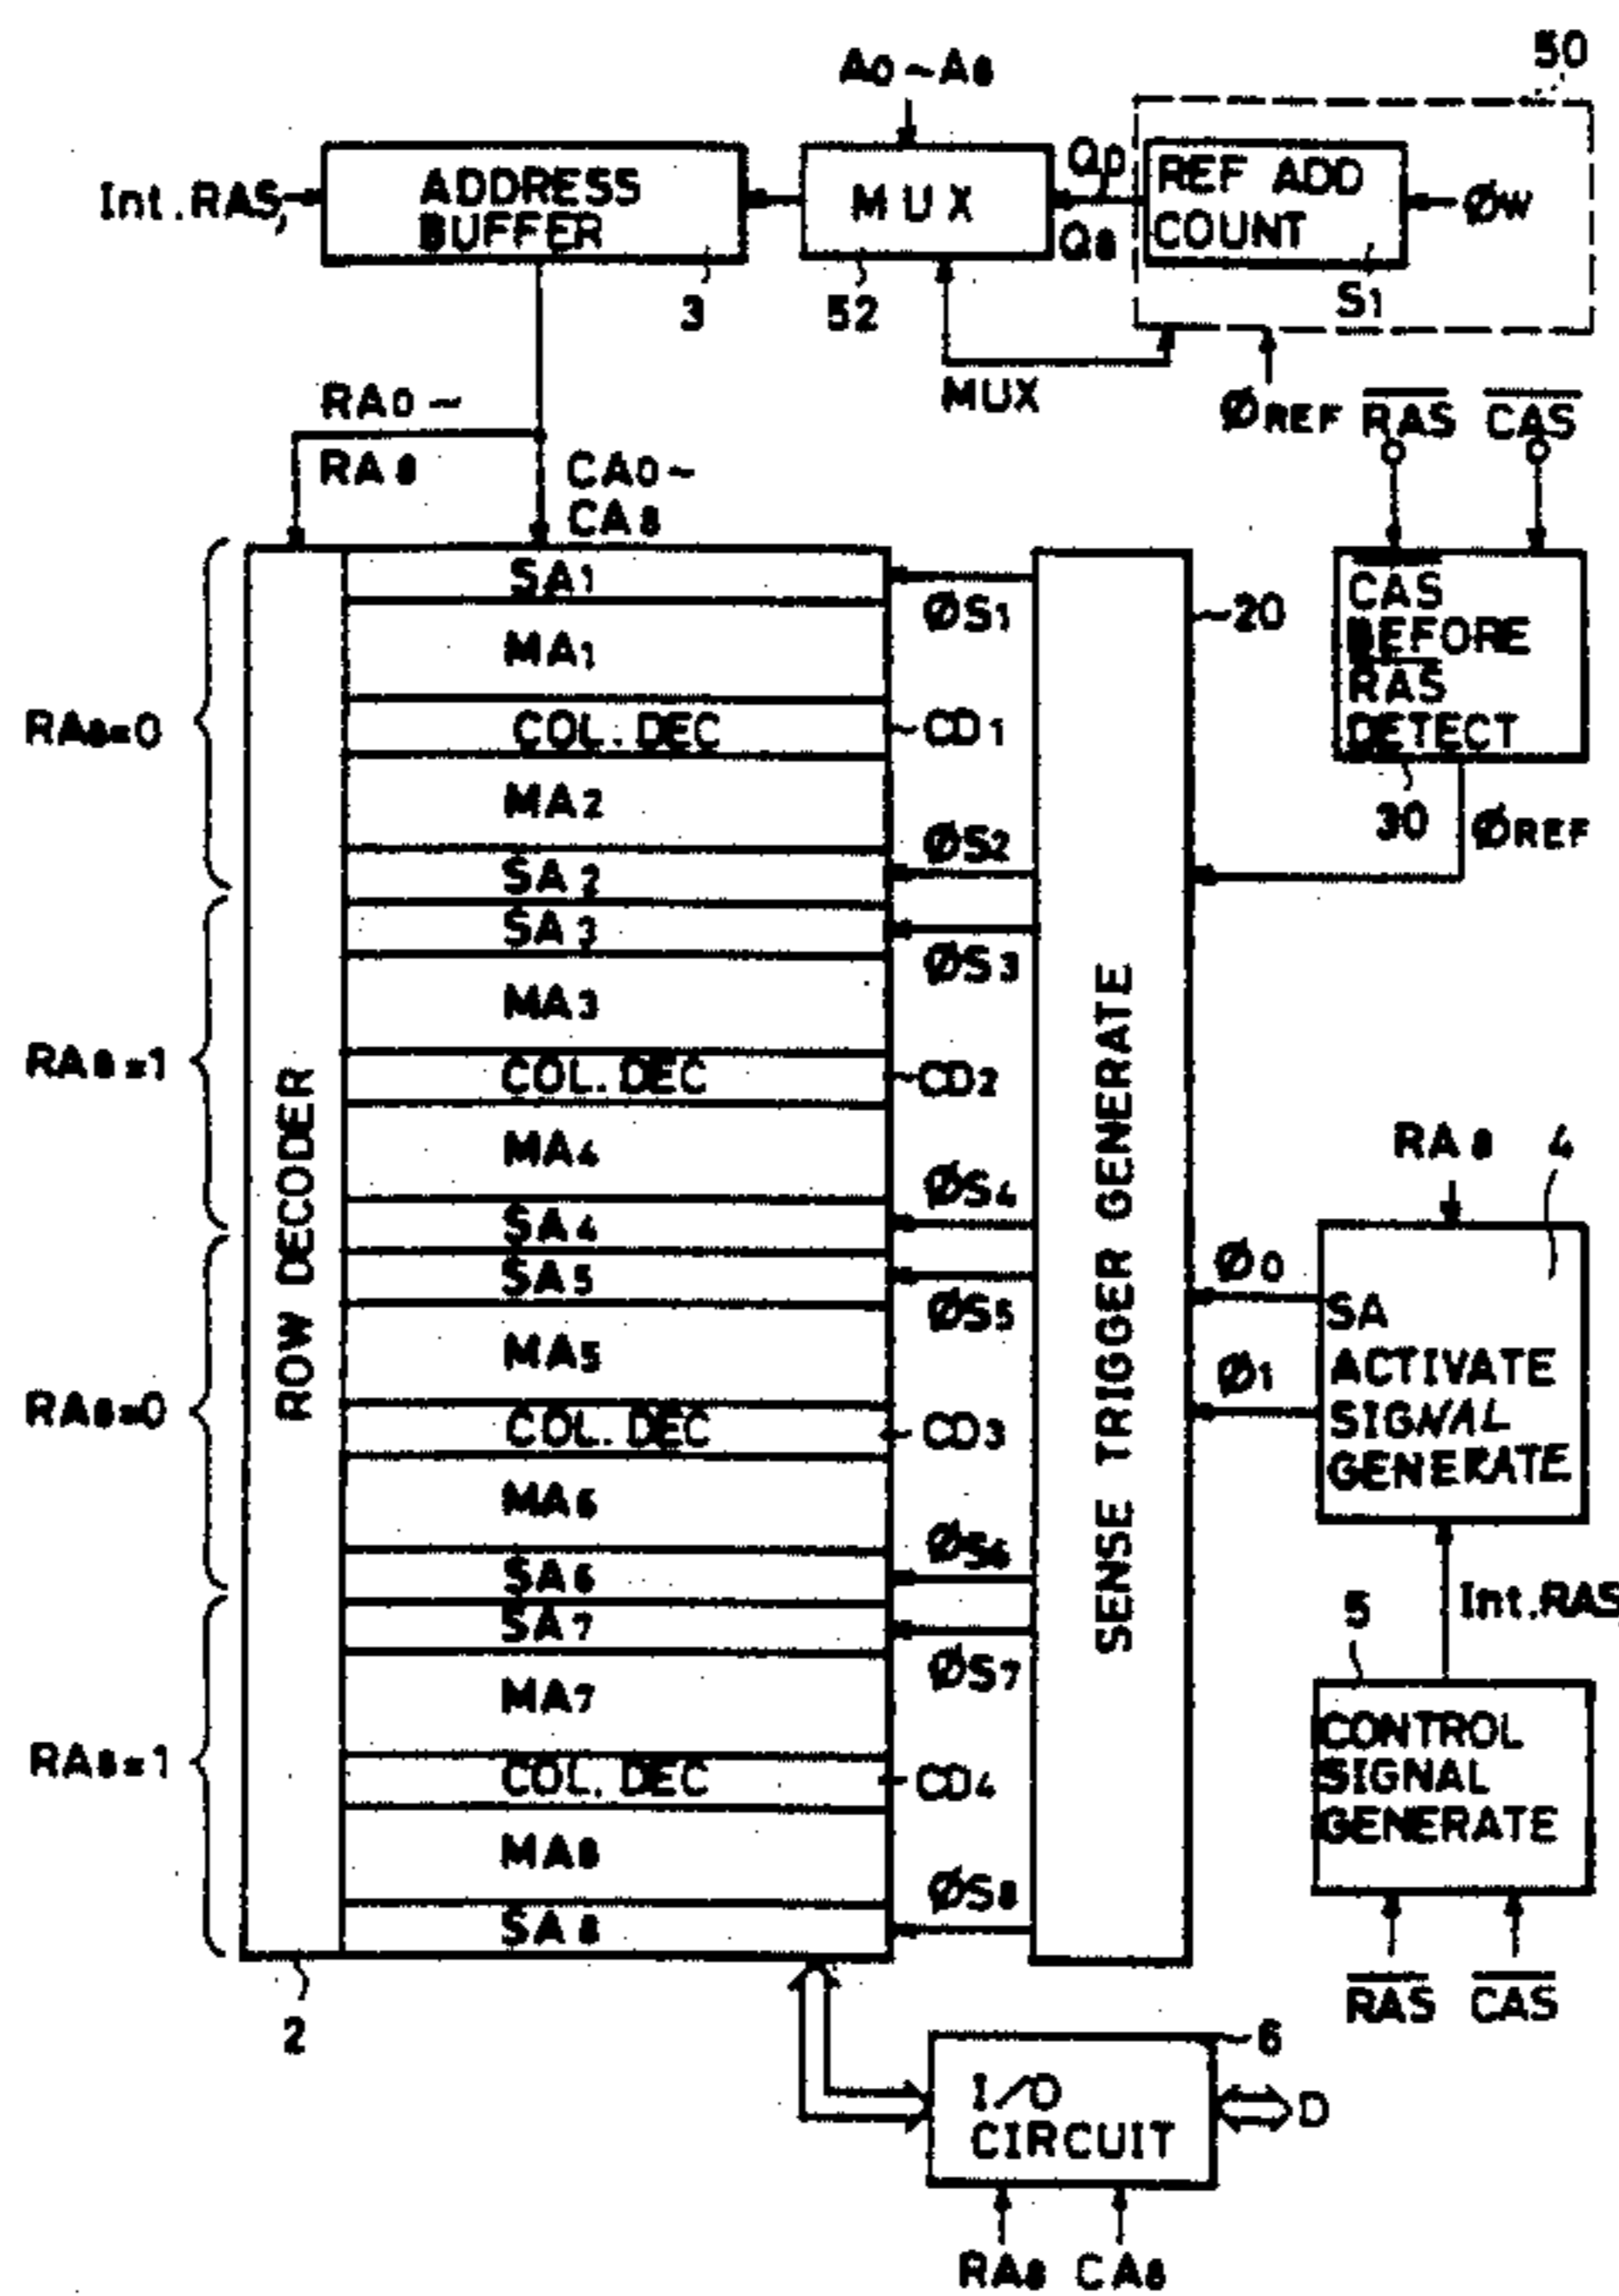 50
A0~A8
Int.RAS
ADDRESS
BUFFER
MUX
QD
Q8
REF ADD
COUNT
ØW
3
52
S1
MUX
ØREF
RAS
CAS
RA0~
RA8
CA0~
CA8
SA1
ØS1
20
CAS
BEFORE
RAS
DETECT
MA1
RA8=0
COL.DEC
CD1
MA2
ØS2
30
ØREF
SA2
SA3
ØS3
MA3
RA8=1
COL.DEC
CD2
MA4
ØS4
RA8
4
SA4
SA5
ØS5
Ø0
SA
ACTIVATE
SIGNAL
GENERATE
Ø1
MA5
ROW DECODER
SENSE TRIGGER GENERATE
RA8=0
COL.DEC
CD3
MA6
ØS6
SA6
SA7
ØS7
5
Int.RAS
MA7
CONTROL
SIGNAL
GENERATE
RA8=1
COL.DEC
CD4
MA8
ØS8
SA8
RAS
CAS
2
6
I/O
CIRCUIT
D
RA8
CA8